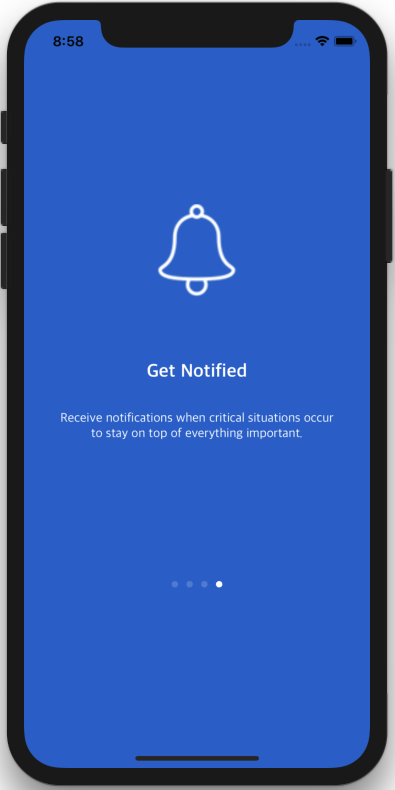 8:58
Get Notified
Receive notifications when critical situations occur
to stay on top of everything important.